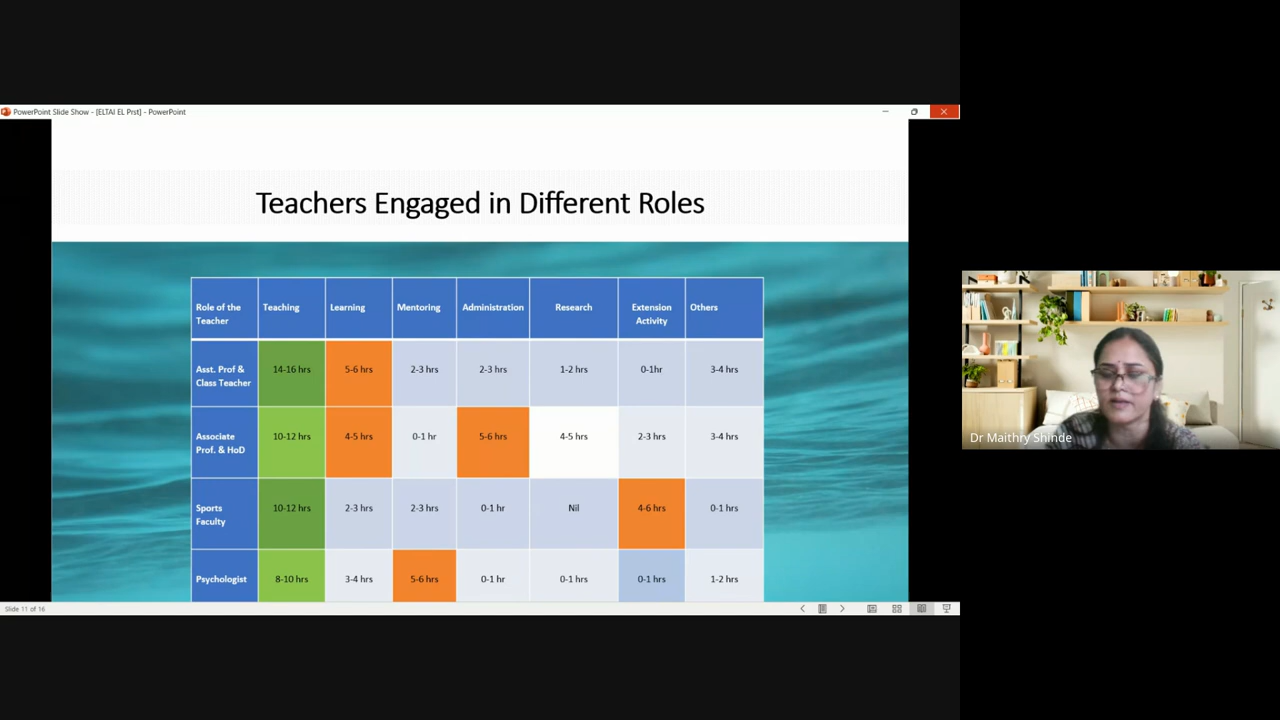 PowerPoint Slide Show - [ELTAI EL Prst] - PowerPoint
Teachers Engaged in Different Roles
Role of the Teacher Teaching Learning Mentoring Administration Research Extension Activity Others
Asst. Prof & Class Teacher 14-16 hrs 5-6 hrs 2-3 hrs 2-3 hrs 1-2 hrs 0-1hr 3-4 hrs
Associate Prof. & HoD 10-12 hrs 4-5 hrs 0-1 hr 5-6 hrs 4-5 hrs 2-3 hrs 3-4 hrs
Sports Faculty 10-12 hrs 2-3 hrs 2-3 hrs 0-1 hr Nil 4-6 hrs 0-1 hrs
Psychologist 8-10 hrs 3-4 hrs 5-6 hrs 0-1 hr 0-1 hrs 0-1 hrs 1-2 hrs
Slide 11 of 16
Dr Maithry Shinde